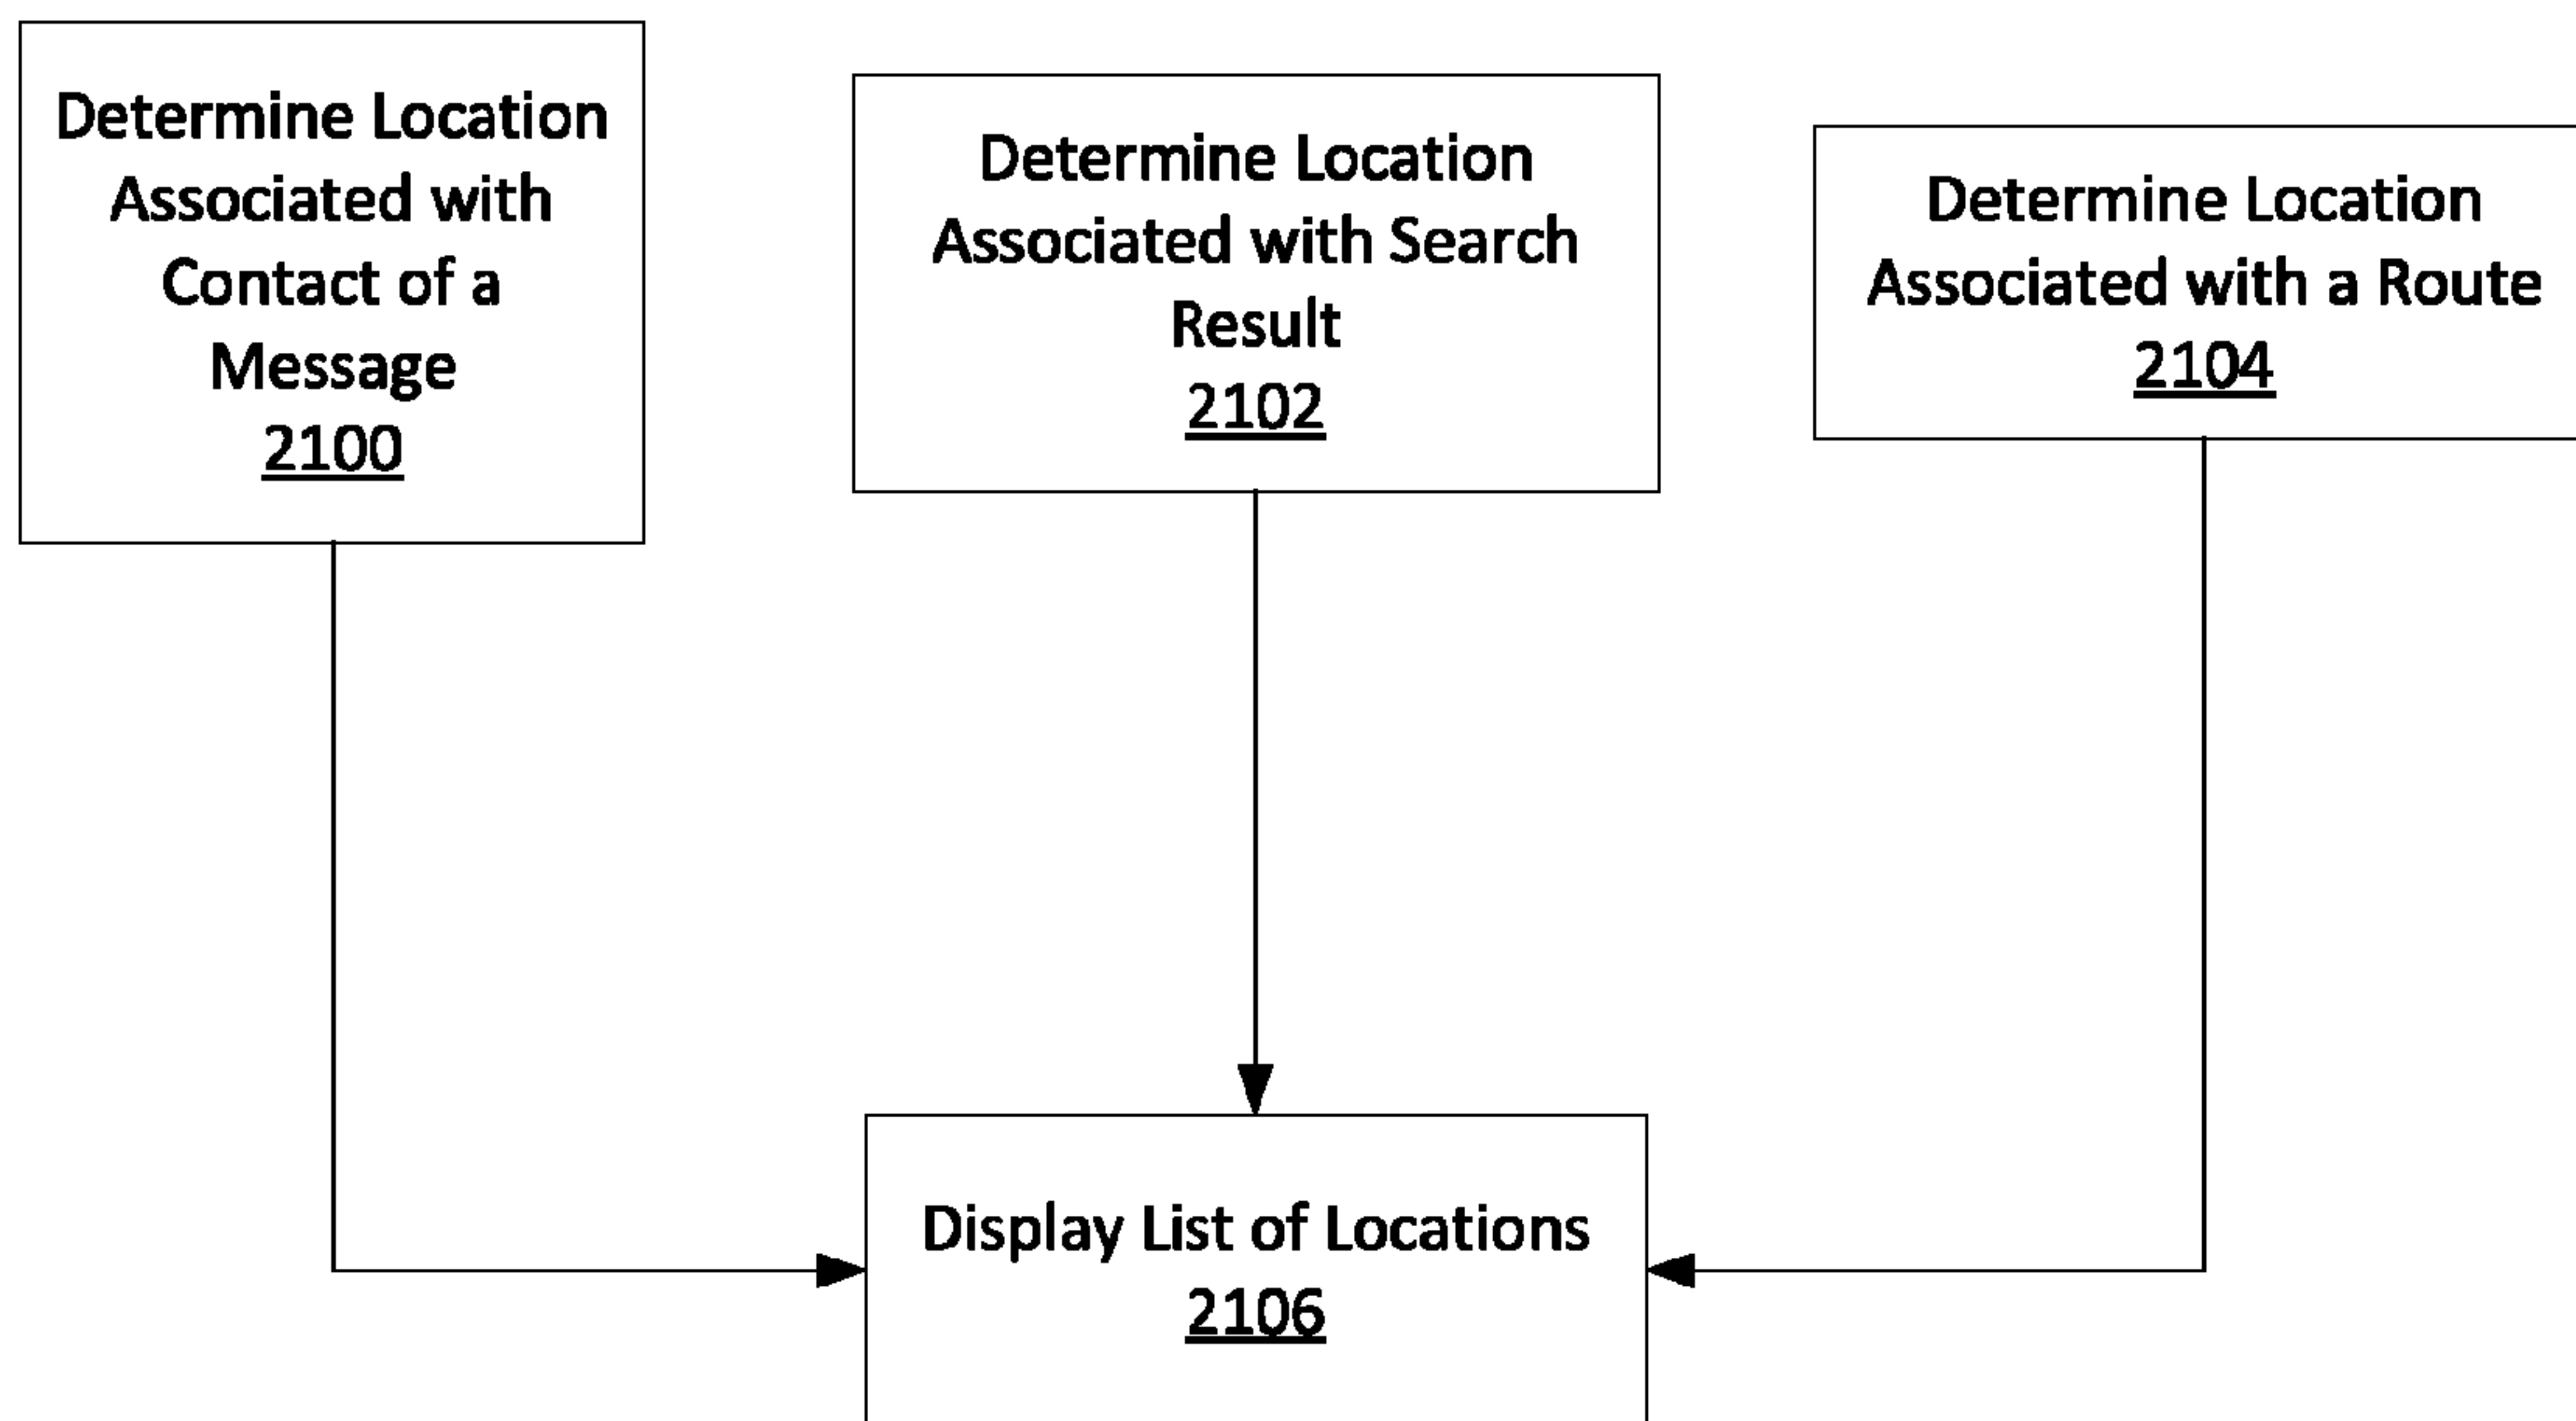 Determine Location
Associated with
Contact of a
Message
2100
Determine Location
Associated with Search
Result
2102
Determine Location
Associated with a Route
2104
Display List of Locations
2106